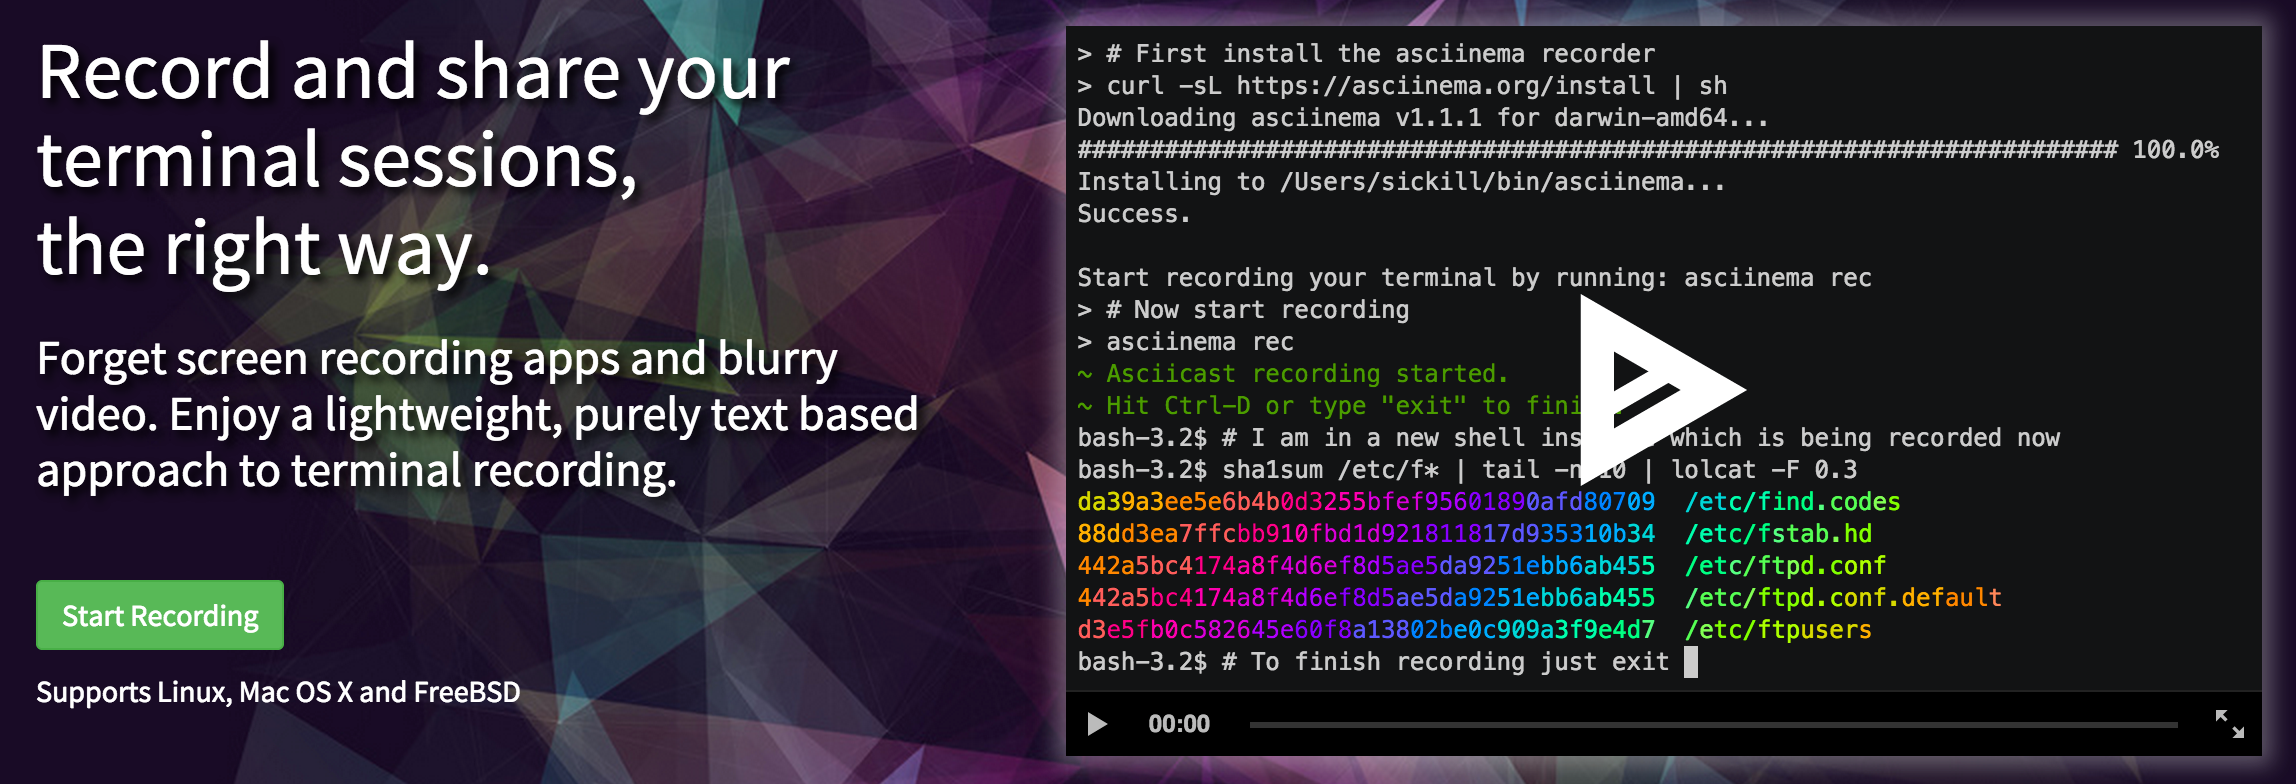 Record and share your
terminal sessions,
the right way.
Forget screen recording apps and blurry
video. Enjoy a lightweight, purely text based
approach to terminal recording.
Start Recording
Supports Linux, Mac OS X and FreeBSD
> # First install the asciinema recorder
> curl -sL https://asciinema.org/install | sh
Downloading asciinema v1.1.1 for darwin-amd64...
######################################################################## 100.0%
Installing to /Users/sickill/bin/asciinema...
Success.
Start recording your terminal by running: asciinema rec
> # Now start recording
> asciinema rec
~ Asciicast recording started.
~ Hit Ctrl-D or type "exit" to
bash-3.2$ # I am in a new shell which is being recorded now
bash-3.2$ sha1sum /etc/f* | tail | lolcat -F 0.3
da39a3ee5e6b4b0d3255bfef95601890afd80709 /etc/find.codes
88dd3ea7ffcbb910fbd1d921811817d935310b34 /etc/fstab.hd
442a5bc4174a8f4d6ef8d5ae5da9251ebb6ab455 /etc/ftpd.conf
442a5bc4174a8f4d6ef8d5ae5da9251ebb6ab455 /etc/ftpd.conf.default
d3e5fb0c582645e60f8a13802be0c909a3f9e4d7 /etc/ftpusers
bash-3.2$ # To finish recording just exit
00:00